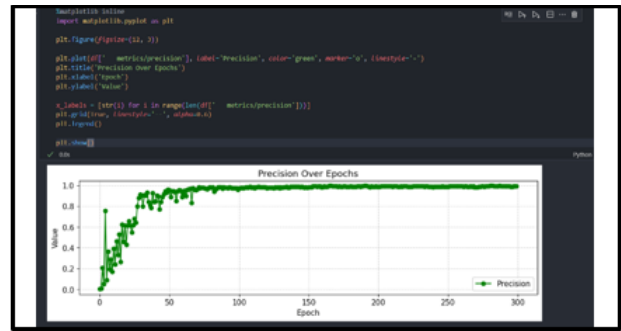 %matplotlib inline
import matplotlib.pyplot as plt
plt.figure(figsize=(12, 3))
plt.plot(df['   metrics/precision'], label='Precision', color='green', marker='o', linestyle='-')
plt.title('Precision Over Epochs')
plt.xlabel('Epoch')
plt.ylabel('Value')
x_labels = [str(i) for i in range(len(df['   metrics/precision']))]
plt.grid(True, linestyle='--', alpha=0.6)
plt.legend()
plt.show()
Python
Precision Over Epochs
1.0
0.8
0.6
0.4
0.2
0.0
Value
Precision
0 50 100 150 200 250 300
Epoch